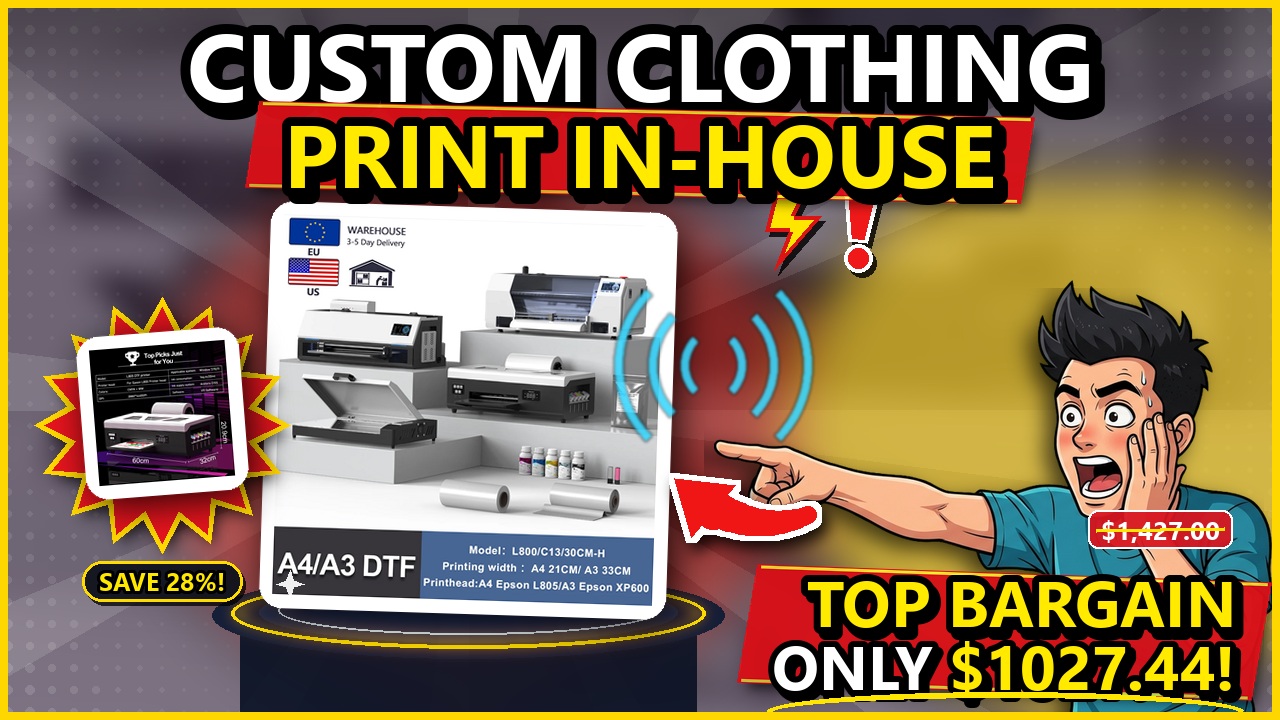 CUSTOM CLOTHING
PRINT IN-HOUSE
WAREHOUSE
3-5 Day Delivery
EU
US
Top Picks Just
for You
60cm
32cm
A4/A3 DTF
Model: L800/C13/30CM-H
Printing width : A4 21CM/ A3 33CM
Printhead:A4 Epson L805/A3 Epson XP600
SAVE 28%!
$1,427.00
TOP BARGAIN
ONLY $1027.44!